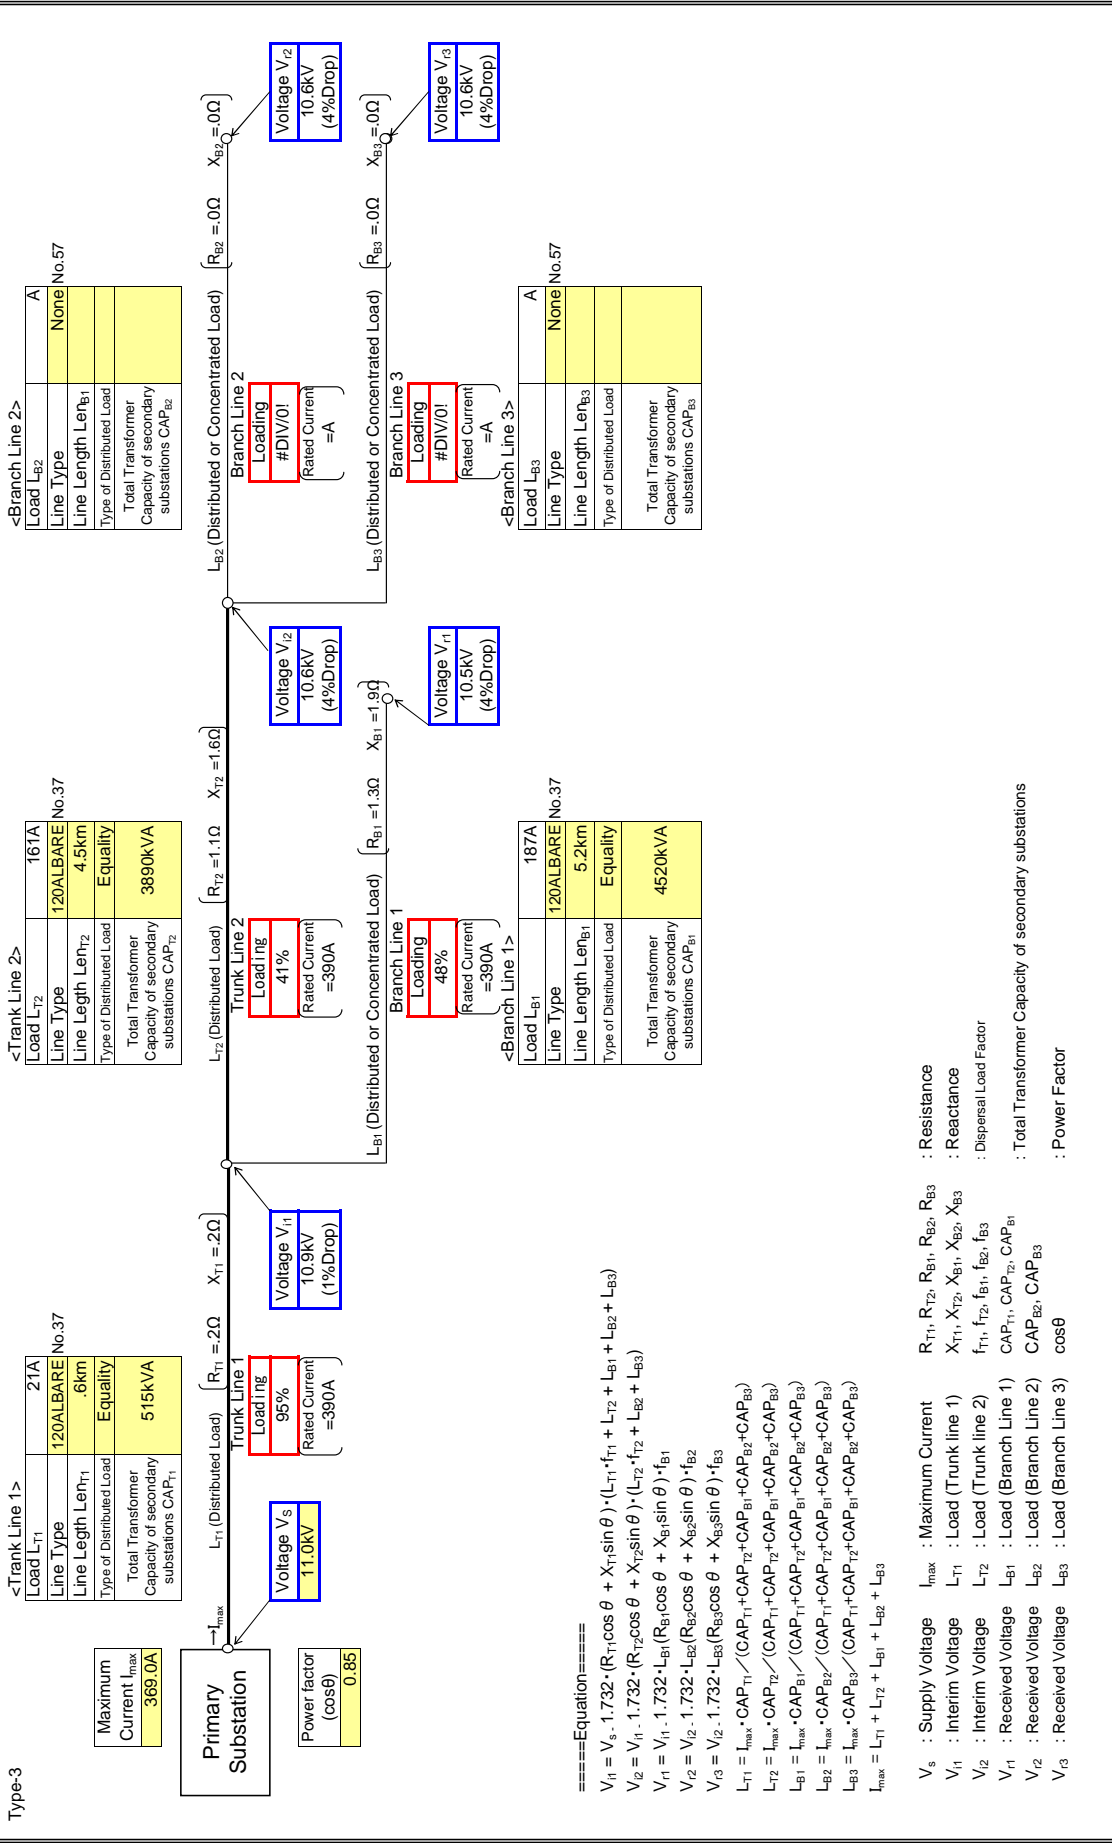 Type-3
Maximum
Current Imax
369.0A
Primary
Substation
Power factor
(cosθ)
0.85
→Imax
Voltage VS
11.0kV
<Trank Line 1>
Load LT1 21A
Line Type 120ALBARE No.37
Line Legth LenT1 .6km
Type of Distributed Load Equality
Total Transformer
Capacity of secondary
substations CAPT1
515kVA
LT1 (Distributed Load)
RT1 =.2Ω XT1 =.2Ω
Trunk Line 1
Loading
95%
Rated Current
=390A
Voltage Vi1
10.9kV
(1%Drop)
<Trank Line 2>
Load LT2 161A
Line Type 120ALBARE No.37
Line Legth LenT2 4.5km
Type of Distributed Load Equality
Total Transformer
Capacity of secondary
substations CAPT2
3890kVA
LT2 (Distributed Load)
RT2 =1.1Ω XT2 =1.6Ω
Trunk Line 2
Loading
41%
Rated Current
=390A
Voltage Vi2
10.6kV
(4%Drop)
LB1 (Distributed or Concentrated Load)
RB1 =1.3Ω XB1 =1.9Ω
Branch Line 1
Loading
48%
Rated Current
=390A
Voltage Vr1
10.5kV
(4%Drop)
<Branch Line 1>
Load LB1 187A
Line Type 120ALBARE No.37
Line Length LenB1 5.2km
Type of Distributed Load Equality
Total Transformer
Capacity of secondary
substations CAPB1
4520kVA
<Branch Line 2>
Load LB2 A
Line Type None No.57
Line Length LenB1
Type of Distributed Load
Total Transformer
Capacity of secondary
substations CAPB2
LB2 (Distributed or Concentrated Load)
RB2 =.0Ω XB2 =.0Ω
Branch Line 2
Loading
#DIV/0!
Rated Current
=A
Voltage Vr2
10.6kV
(4%Drop)
LB3 (Distributed or Concentrated Load)
RB3 =.0Ω XB3 =.0Ω
Branch Line 3
Loading
#DIV/0!
Rated Current
=A
Voltage Vr3
10.6kV
(4%Drop)
<Branch Line 3>
Load LB3 A
Line Type None No.57
Line Length LenB3
Type of Distributed Load
Total Transformer
Capacity of secondary
substations CAPB3
=====Equation=====
Vi1 = Vs - 1.732・(RT1cosθ + XT1sinθ)・(LT1・fT1 + LT2 + LB1 + LB2 + LB3)
Vi2 = Vi1 - 1.732・(RT2cosθ + XT2sinθ)・(LT2・fT2 + LB2 + LB3)
Vr1 = Vi1 - 1.732・LB1(RB1cosθ + XB1sinθ)・fB1
Vr2 = Vi2 - 1.732・LB2(RB2cosθ + XB2sinθ)・fB2
Vr3 = Vi2 - 1.732・LB3(RB3cosθ + XB3sinθ)・fB3
LT1 = Imax・CAPT1／(CAPT1+CAPT2+CAPB1+CAPB2+CAPB3)
LT2 = Imax・CAPT2／(CAPT1+CAPT2+CAPB1+CAPB2+CAPB3)
LB1 = Imax・CAPB1／(CAPT1+CAPT2+CAPB1+CAPB2+CAPB3)
LB2 = Imax・CAPB2／(CAPT1+CAPT2+CAPB1+CAPB2+CAPB3)
LB3 = Imax・CAPB3／(CAPT1+CAPT2+CAPB1+CAPB2+CAPB3)
Imax = LT1 + LT2 + LB1 + LB2 + LB3
Vs : Supply Voltage Imax : Maximum Current RT1, RT2, RB1, RB2, RB3 : Resistance
Vi1 : Interim Voltage LT1 : Load (Trunk line 1) XT1, XT2, XB1, XB2, XB3 : Reactance
Vi2 : Interim Voltage LT2 : Load (Trunk line 2) fT1, fT2, fB1, fB2, fB3 : Dispersal Load Factor
Vr1 : Received Voltage LB1 : Load (Branch Line 1) CAPT1, CAPT2, CAPB1 : Total Transformer Capacity of secondary substations
Vr2 : Received Voltage LB2 : Load (Branch Line 2) CAPB2, CAPB3
Vr3 : Received Voltage LB3 : Load (Branch Line 3) cosθ : Power Factor